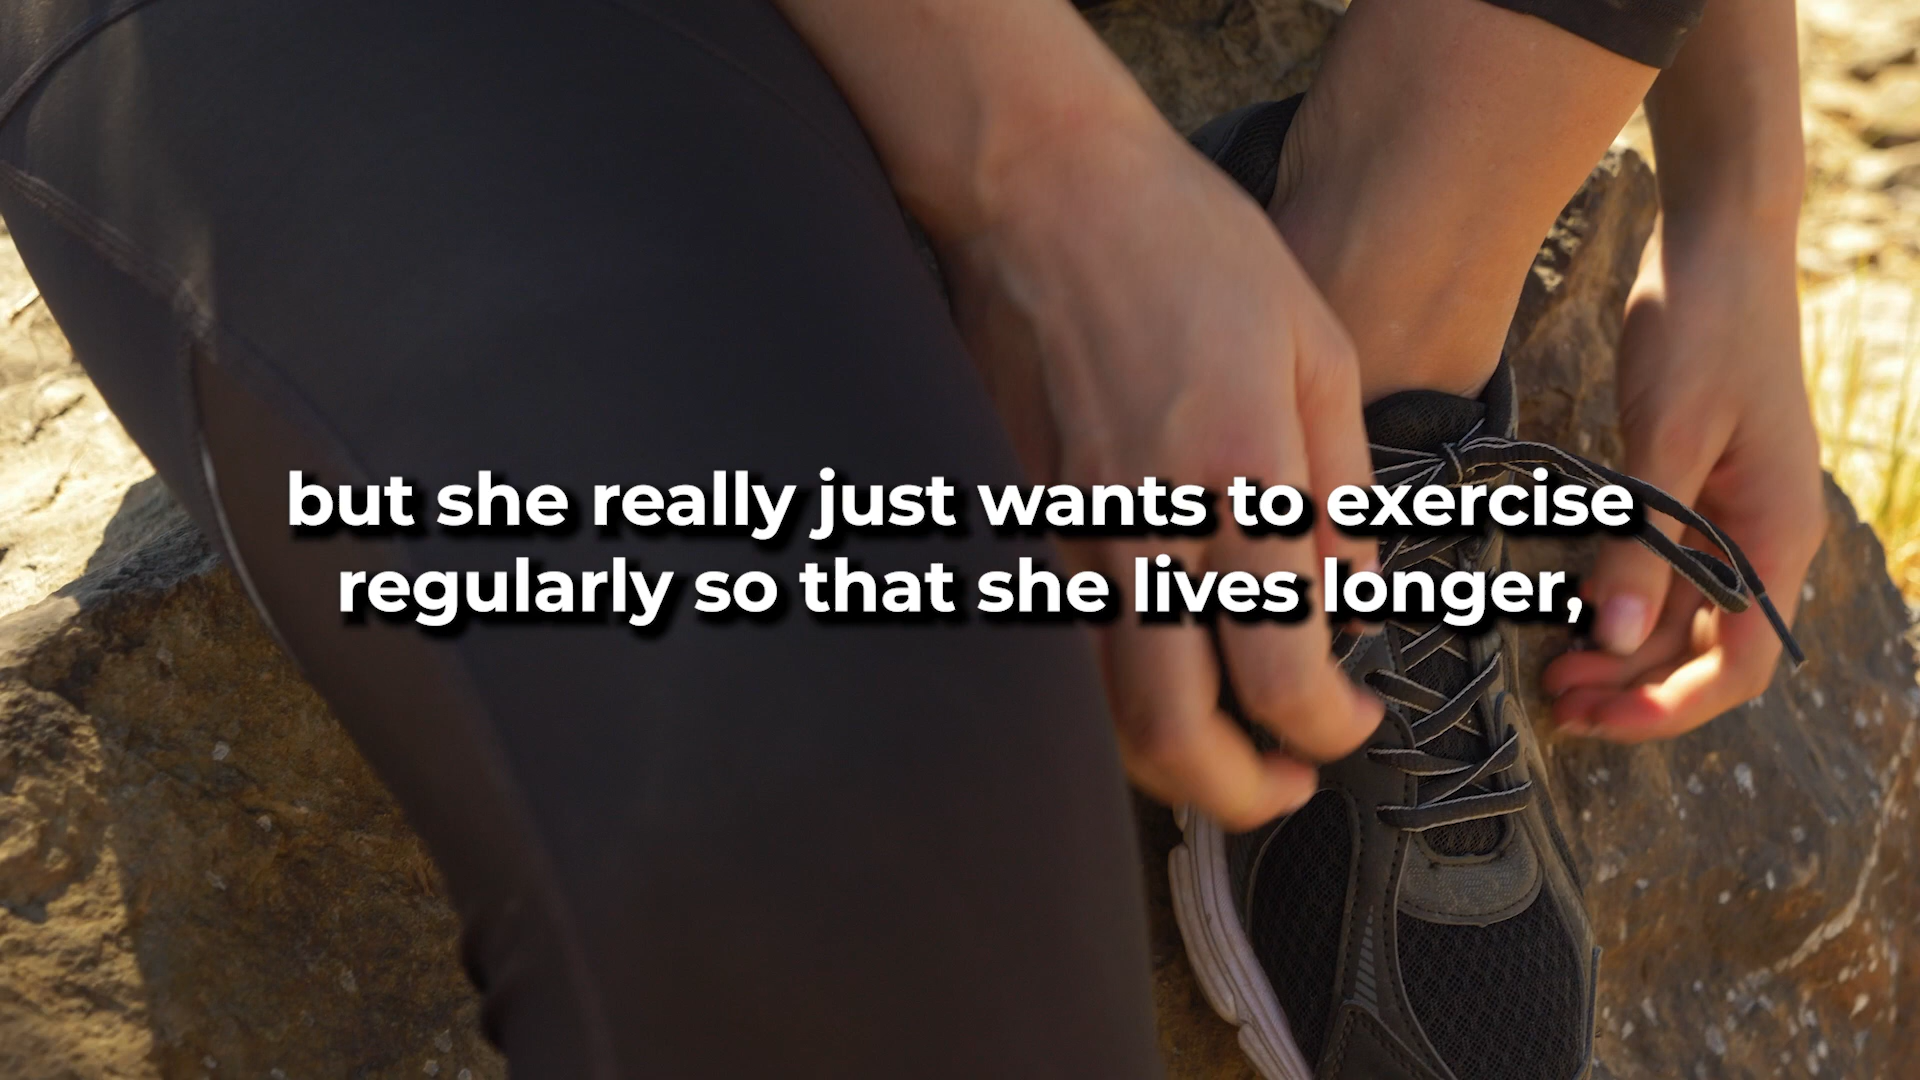 but she really just wants to exercise
regularly so that she lives longer,